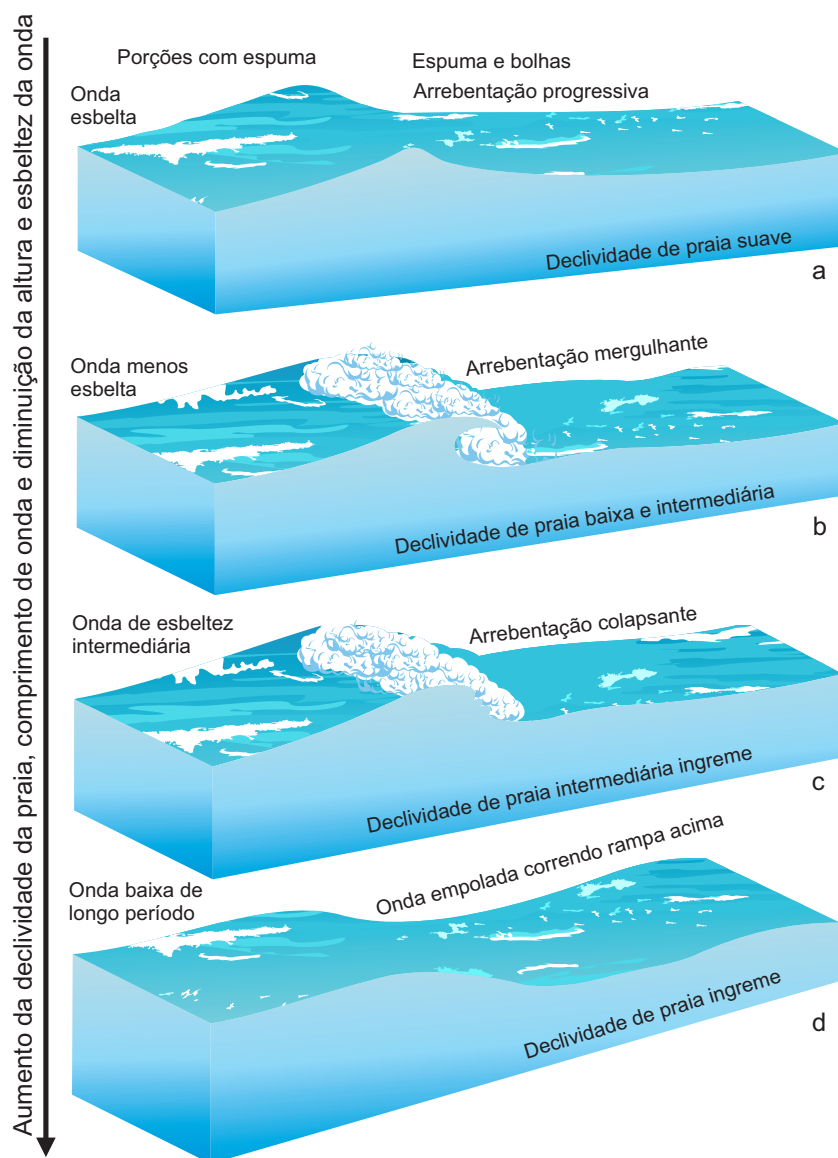 Aumento da declividade da praia, comprimento de onda e diminuição da altura e esbeltez da onda
Porções com espuma
Espuma e bolhas
Onda
esbelta
Arrebentação progressiva
Declividade de praia suave
a
Onda menos
esbelta
Arrebentação mergulhante
Declividade de praia baixa e intermediária
b
Onda de esbeltez
intermediária
Arrebentação colapsante
Declividade de praia intermediária ingreme
c
Onda baixa de
longo período
Onda empolada correndo rampa acima
Declividade de praia ingreme
d